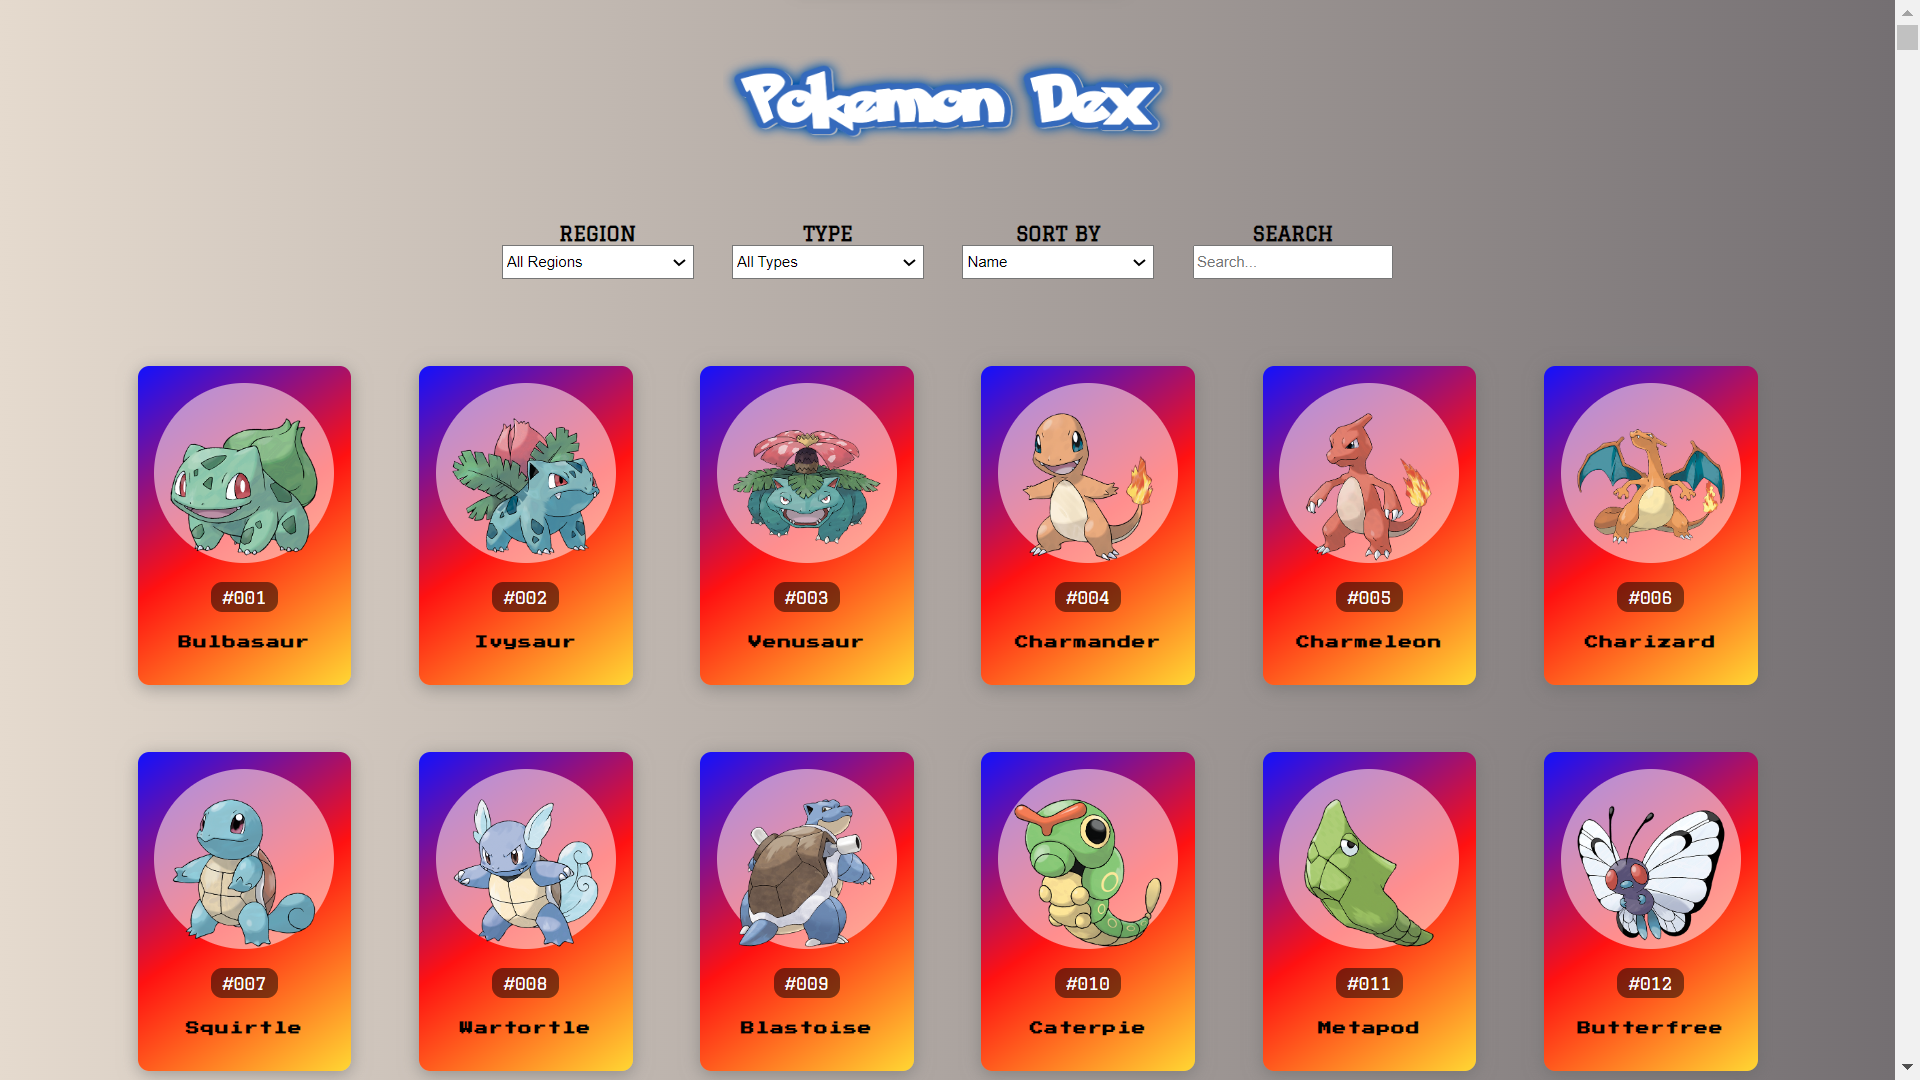 Pokemon Dex
REGION TYPE SORT BY SEARCH
All Regions All Types Name Search...
#001 #002 #003 #004 #005 #006
Bulbasaur Ivysaur Venusaur Charmander Charmeleon Charizard
#007 #008 #009 #010 #011 #012
Squirtle Wartortle Blastoise Caterpie Metapod Butterfree